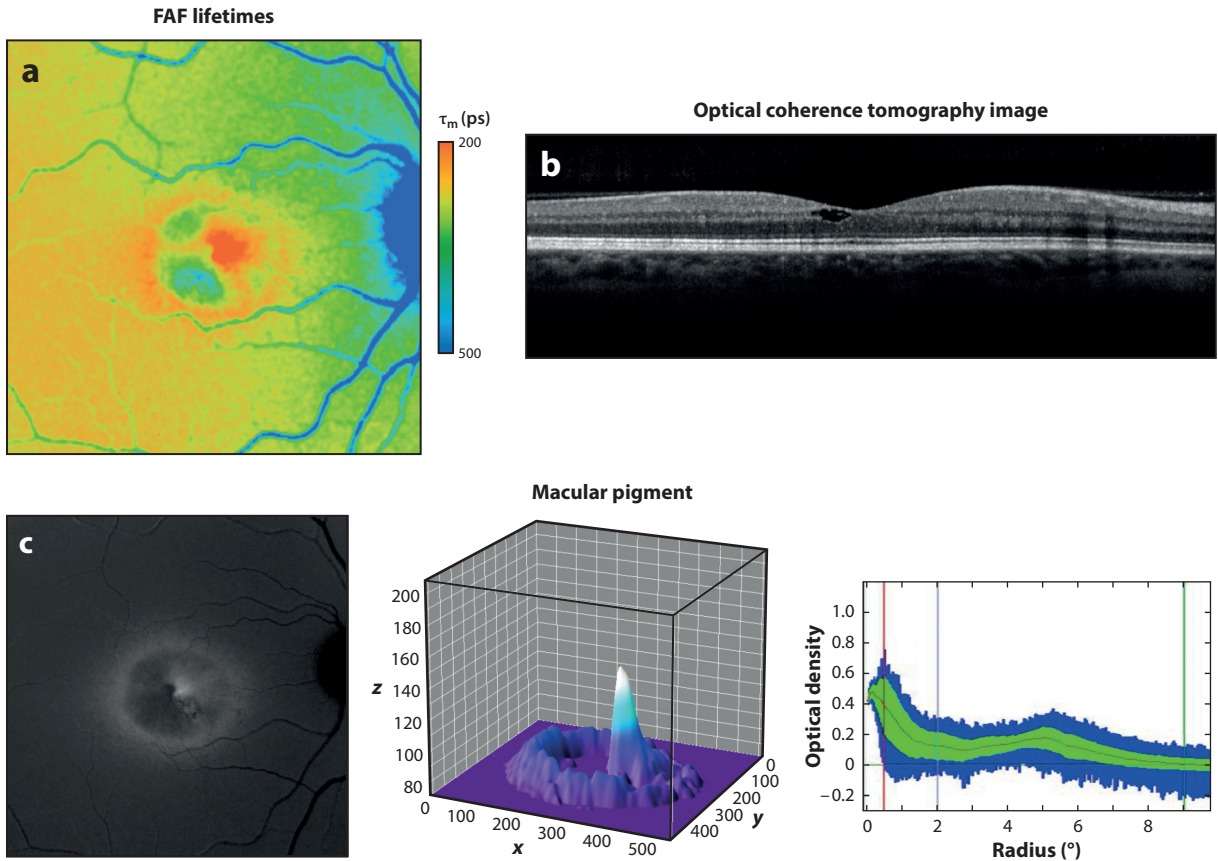 FAF lifetimes
a
τm (ps)
200
500
Optical coherence tomography image
b
c
Macular pigment
200
180
160
140
120
100
80
z
0
100
200
300
400
500
x
0
100
200
300
400
y
1.0
0.8
0.6
0.4
0.2
0
−0.2
Optical density
0
2
4
6
8
Radius (°)